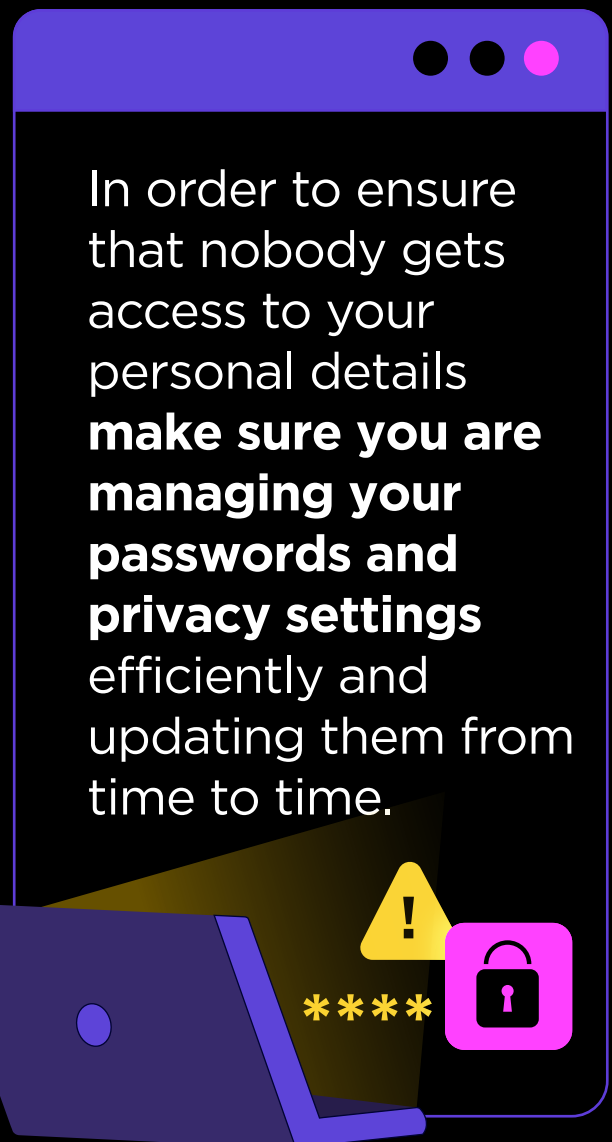 In order to ensure
that nobody gets
access to your
personal details
make sure you are
managing your
passwords and
privacy settings
efficiently and
updating them from
time to time.
!
****